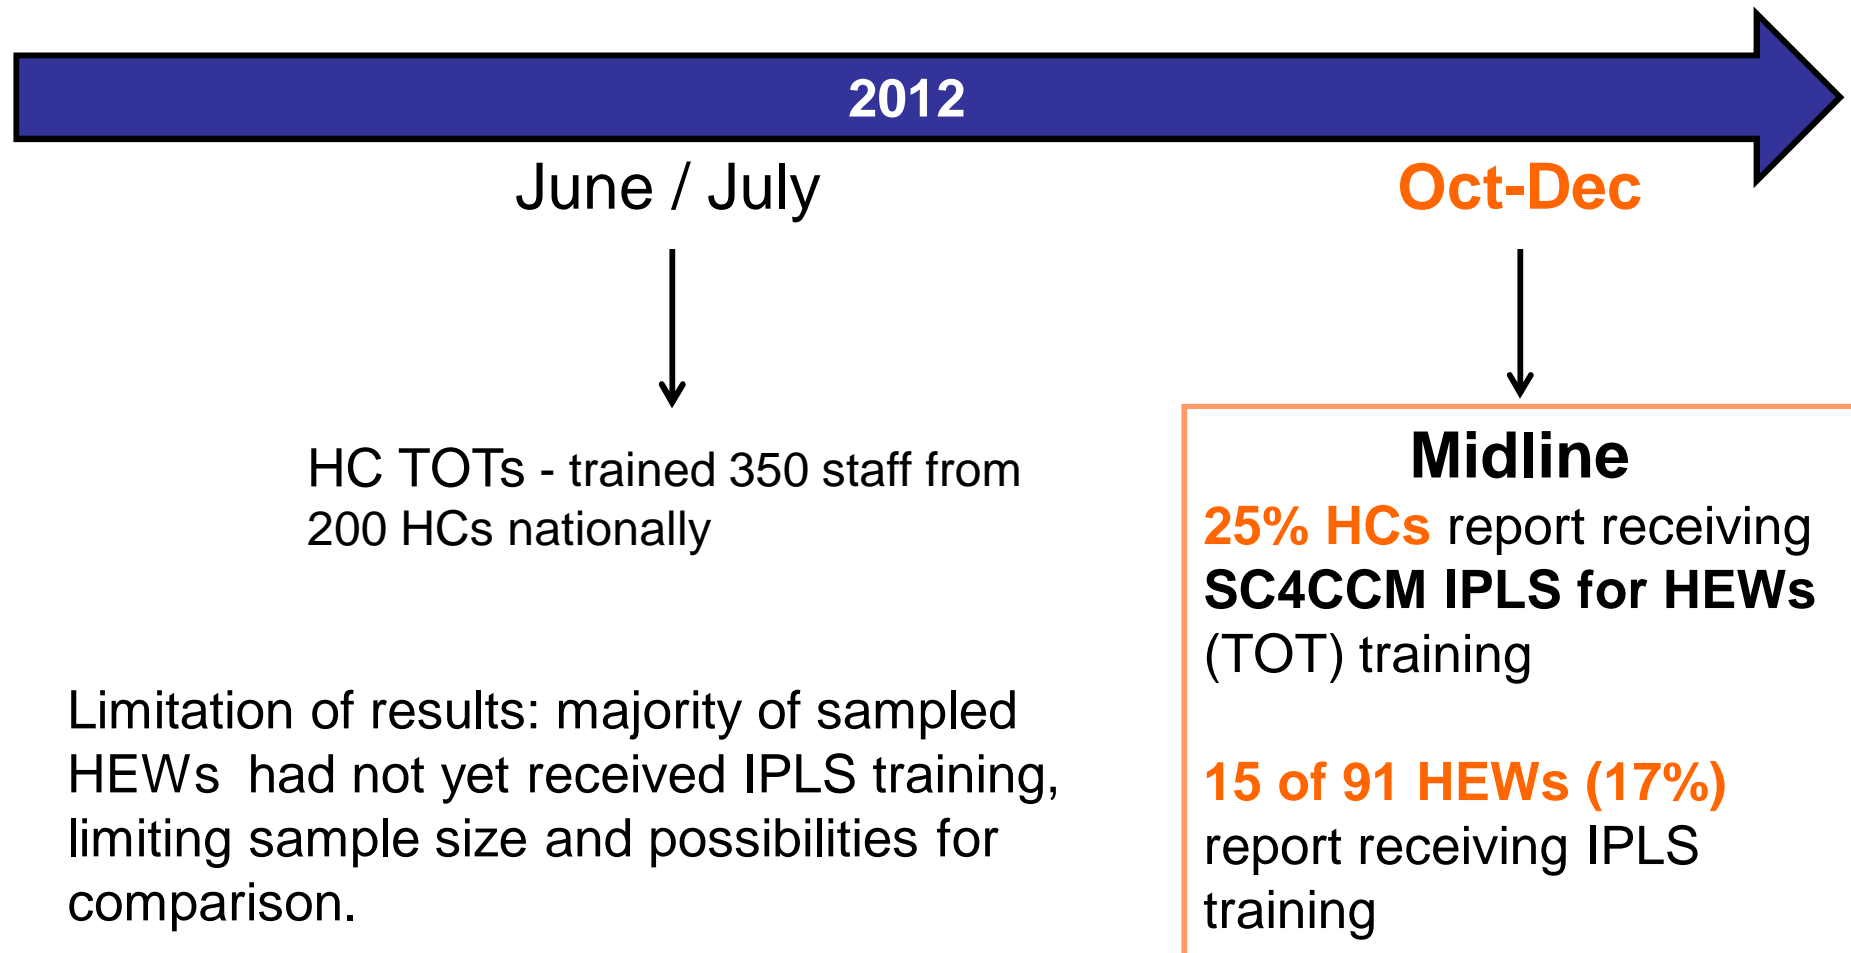 2012
June / July
Oct-Dec
HC TOTs - trained 350 staff from
200 HCs nationally
Limitation of results: majority of sampled
HEWs had not yet received IPLS training,
limiting sample size and possibilities for
comparison.
Midline
25% HCs report receiving
SC4CCM IPLS for HEWs
(TOT) training
15 of 91 HEWs (17%)
report receiving IPLS
training